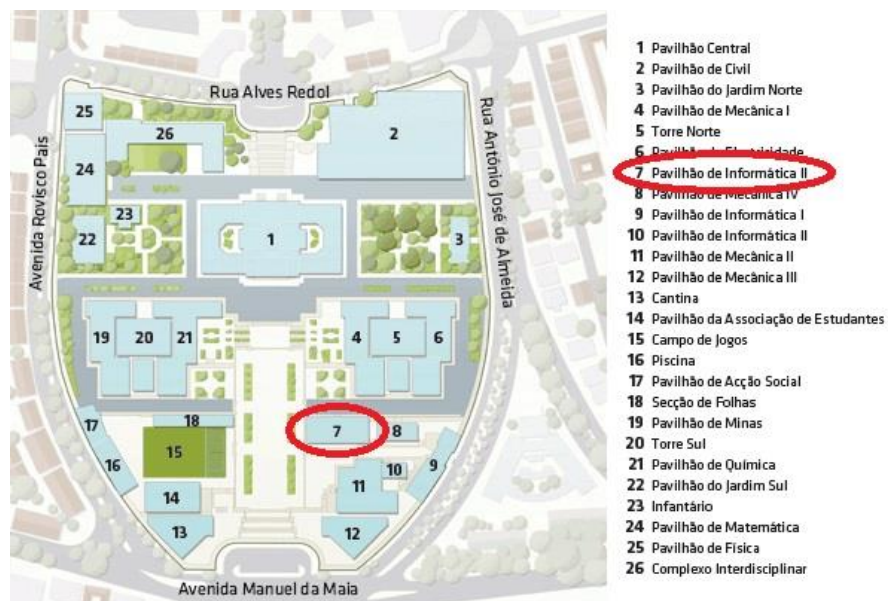 Rua Alves Redol
Avenida Rovisco Pais
Rua António José de Almeida
Avenida Manuel da Maia
25
26
2
24
23
22
1
3
19
20
21
4
5
6
17
18
7
8
15
16
10
9
14
11
13
12
1 Pavilhão Central
2 Pavilhão de Civil
3 Pavilhão do Jardim Norte
4 Pavilhão de Mecânica I
5 Torre Norte
6 Pavilhão de Electricidade
7 Pavilhão de Informática II
8 Pavilhão de Mecânica IV
9 Pavilhão de Informática I
10 Pavilhão de Informática II
11 Pavilhão de Mecânica II
12 Pavilhão de Mecânica III
13 Cantina
14 Pavilhão da Associação de Estudantes
15 Campo de Jogos
16 Piscina
17 Pavilhão de Acção Social
18 Secção de Folhas
19 Pavilhão de Minas
20 Torre Sul
21 Pavilhão de Química
22 Pavilhão do Jardim Sul
23 Infantário
24 Pavilhão de Matemática
25 Pavilhão de Física
26 Complexo Interdisciplinar